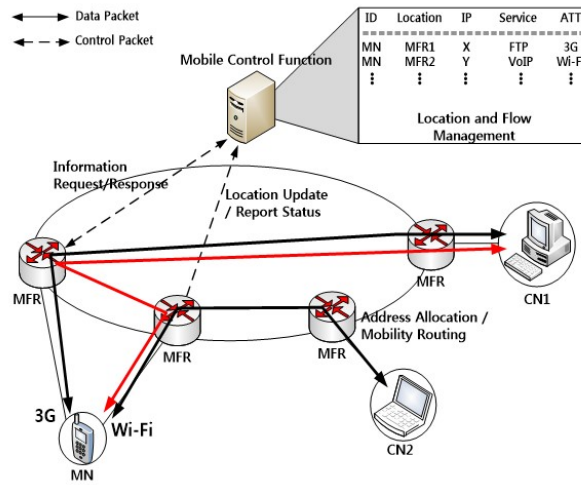 Data Packet
Control Packet
Mobile Control Function
ID Location IP Service ATT
MN MFR1 X FTP 3G
MN MFR2 Y VoIP Wi-F
Location and Flow
Management
Information
Request/Response
Location Update
/ Report Status
MFR
MFR
CN1
MFR
Address Allocation /
Mobility Routing
MFR
3G
Wi-Fi
MN
CN2